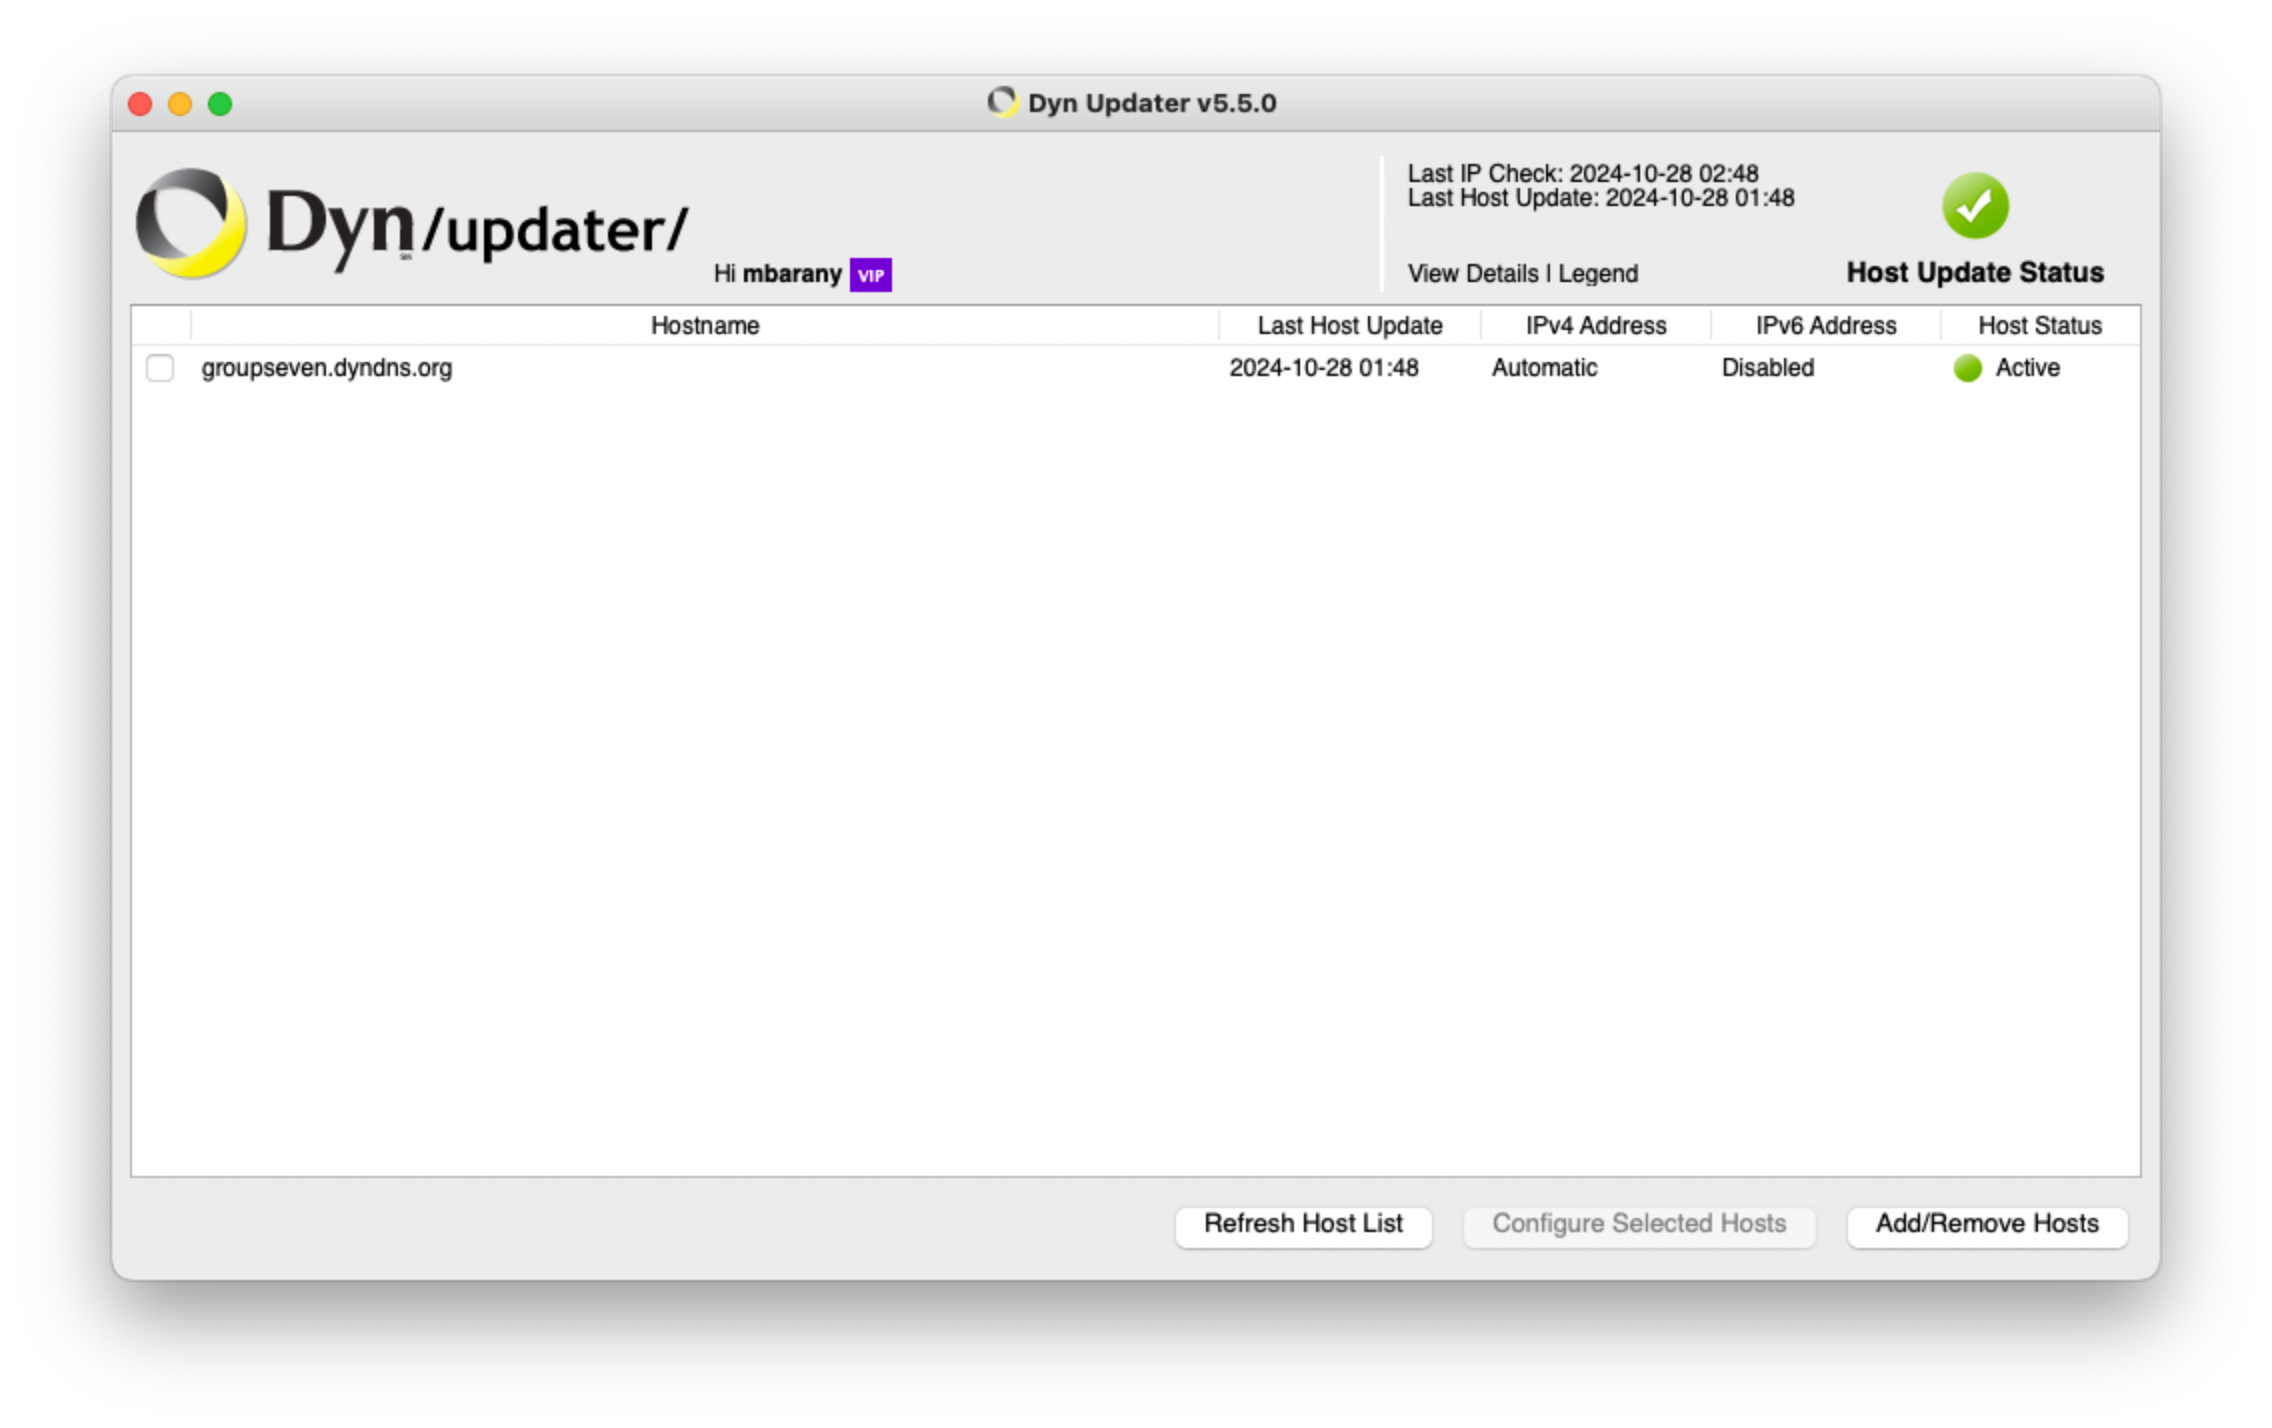 Dyn Updater v5.5.0
Dyn/updater/
Hi mbarany VIP
Last IP Check: 2024-10-28 02:48
Last Host Update: 2024-10-28 01:48
View Details | Legend
Host Update Status
Hostname Last Host Update IPv4 Address IPv6 Address Host Status
groupseven.dyndns.org 2024-10-28 01:48 Automatic Disabled Active
Refresh Host List Configure Selected Hosts Add/Remove Hosts